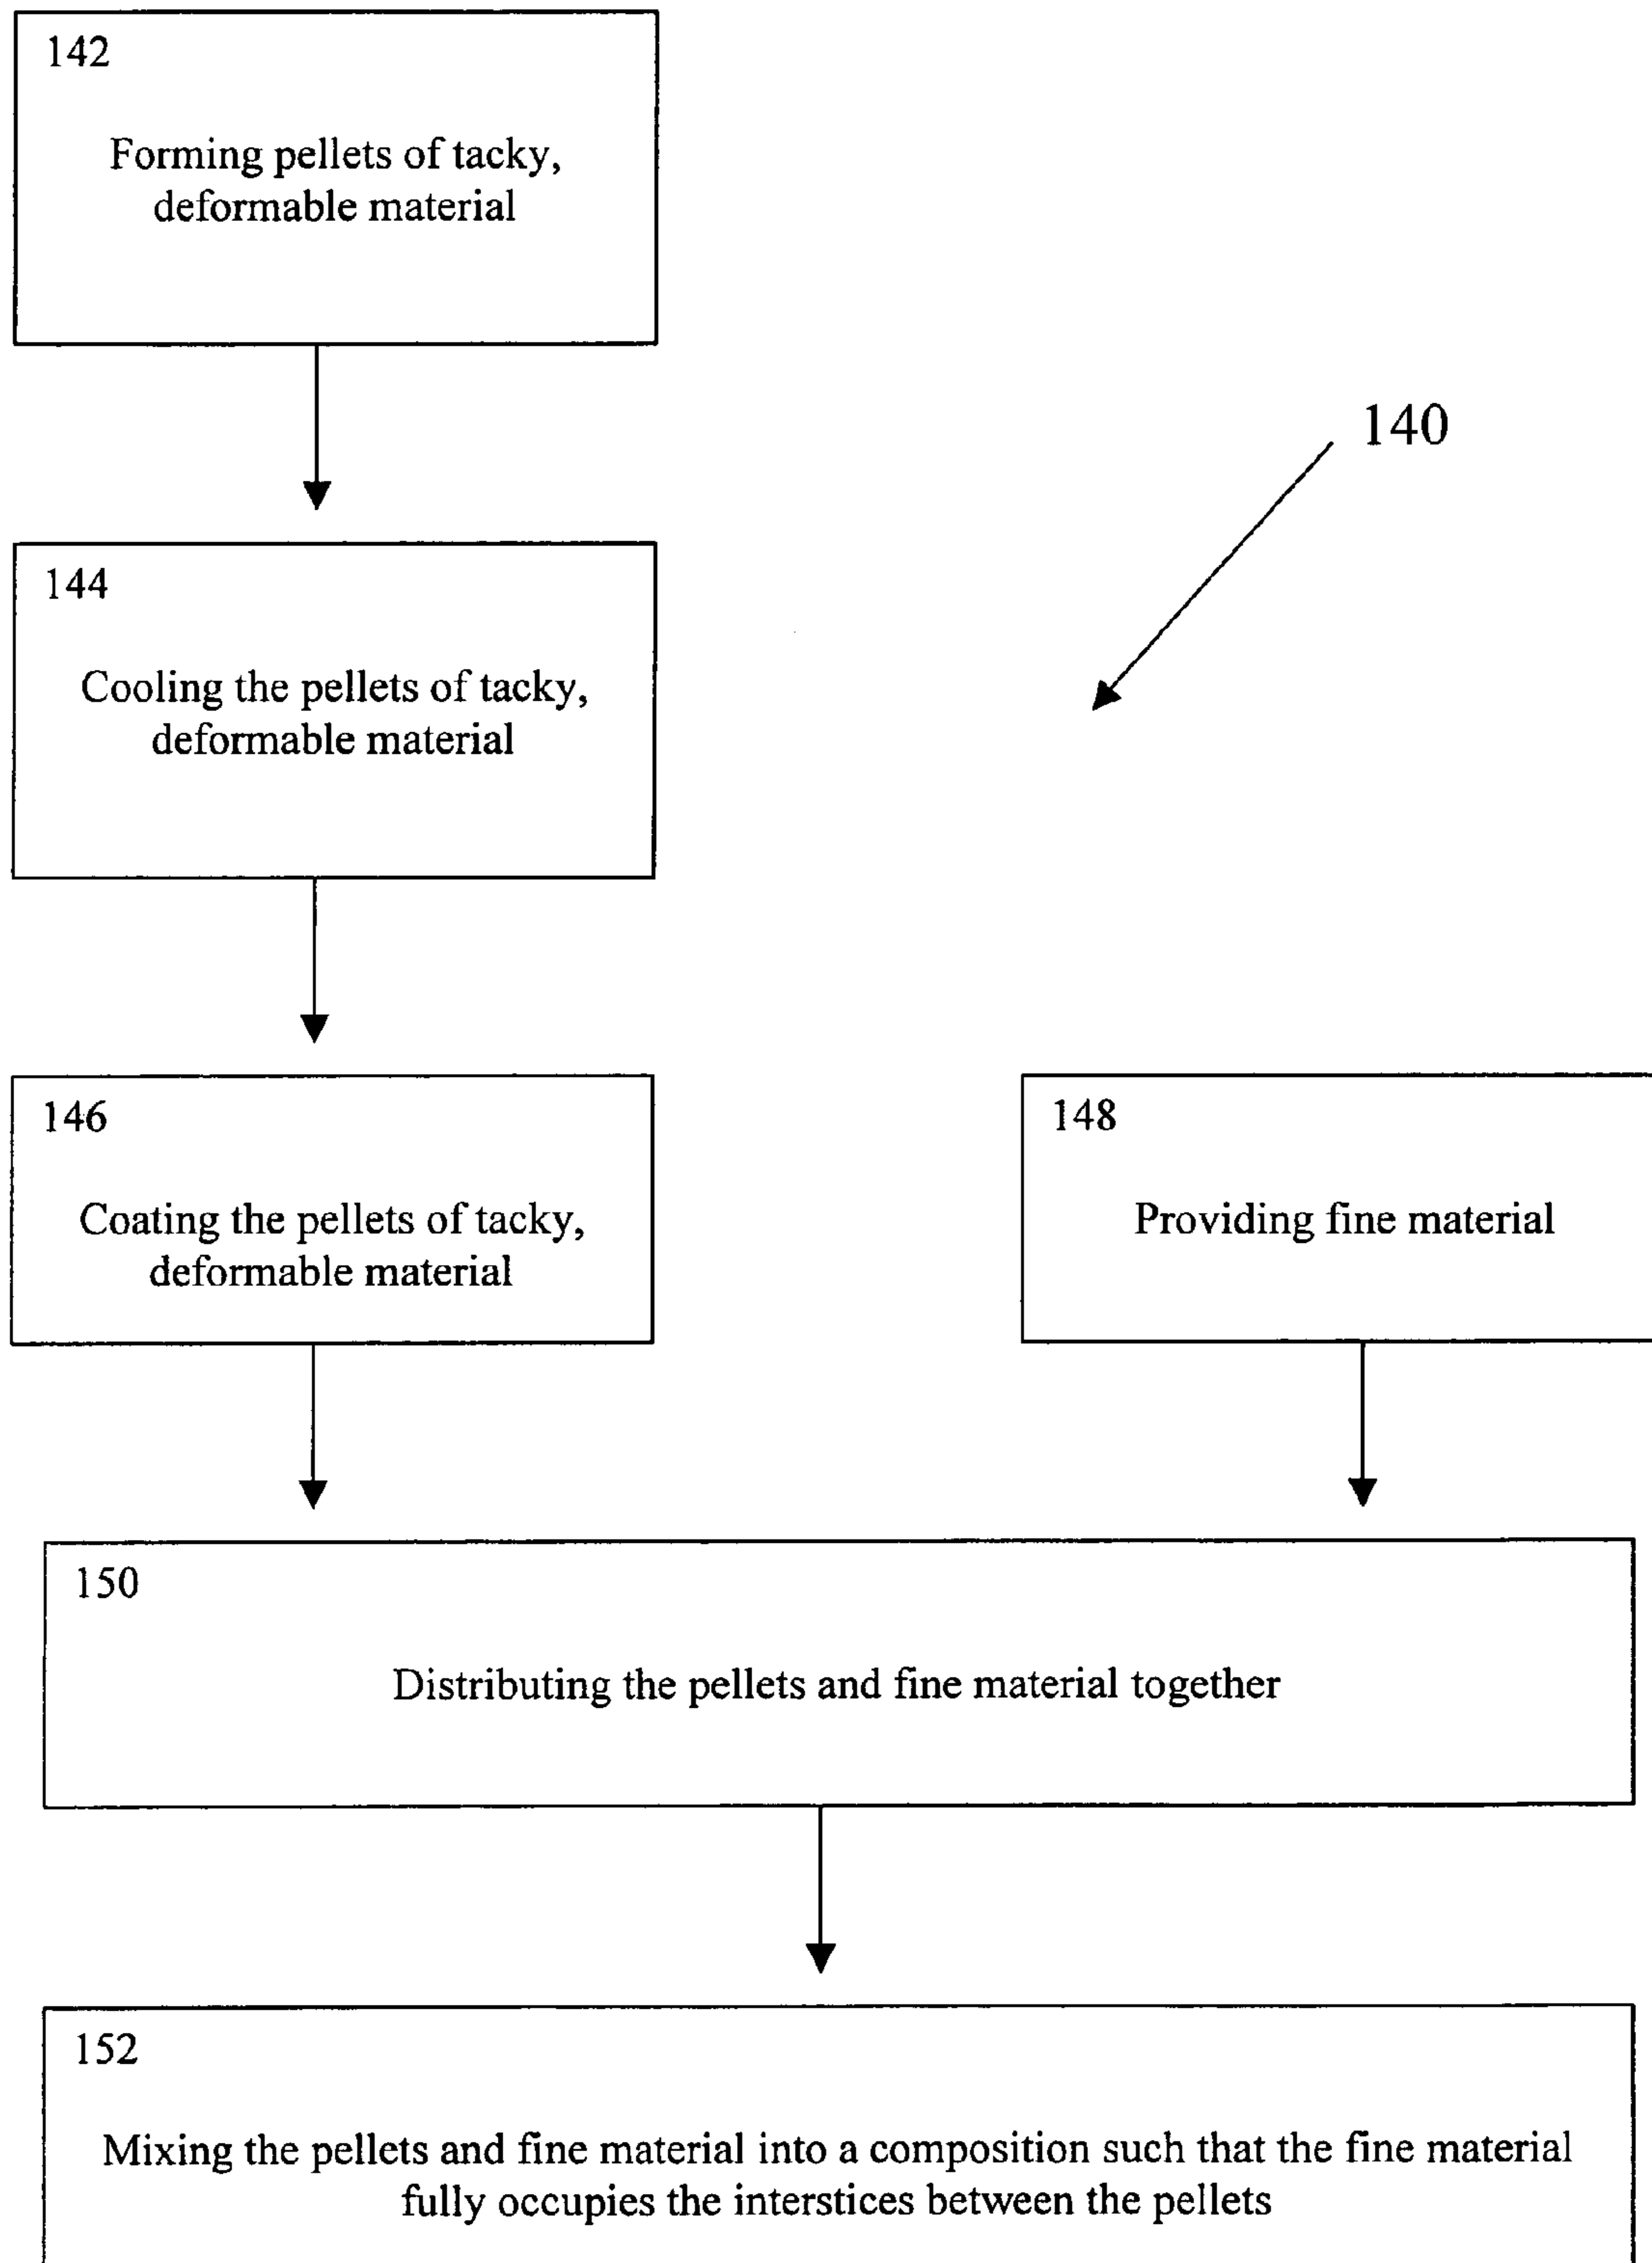 142
Forming pellets of tacky,
deformable material
140
144
Cooling the pellets of tacky,
deformable material
146
Coating the pellets of tacky,
deformable material
148
Providing fine material
150
Distributing the pellets and fine material together
152
Mixing the pellets and fine material into a composition such that the fine material
fully occupies the interstices between the pellets